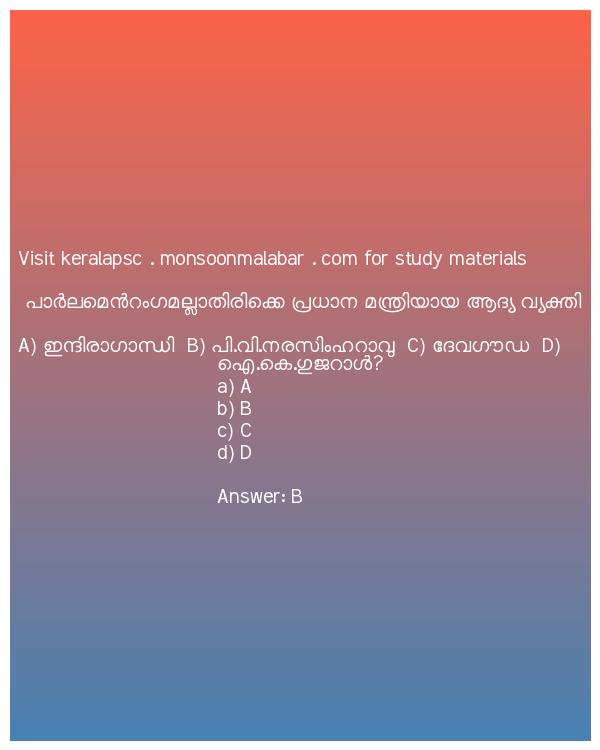 Visit keralapsc . monsoonmalabar . com for study materials
പാർലമെൻറംഗമല്ലാതിരിക്കെ പ്രധാന മന്ത്രിയായ ആദ്യ വ്യക്തി
A) ഇന്ദിരാഗാന്ധി B) പി.വി.നരസിംഹറാവു C) ദേവഗൗഡ D)
ഐ.കെ.ഗുജറാൾ?
a) A
b) B
c) C
d) D
Answer: B